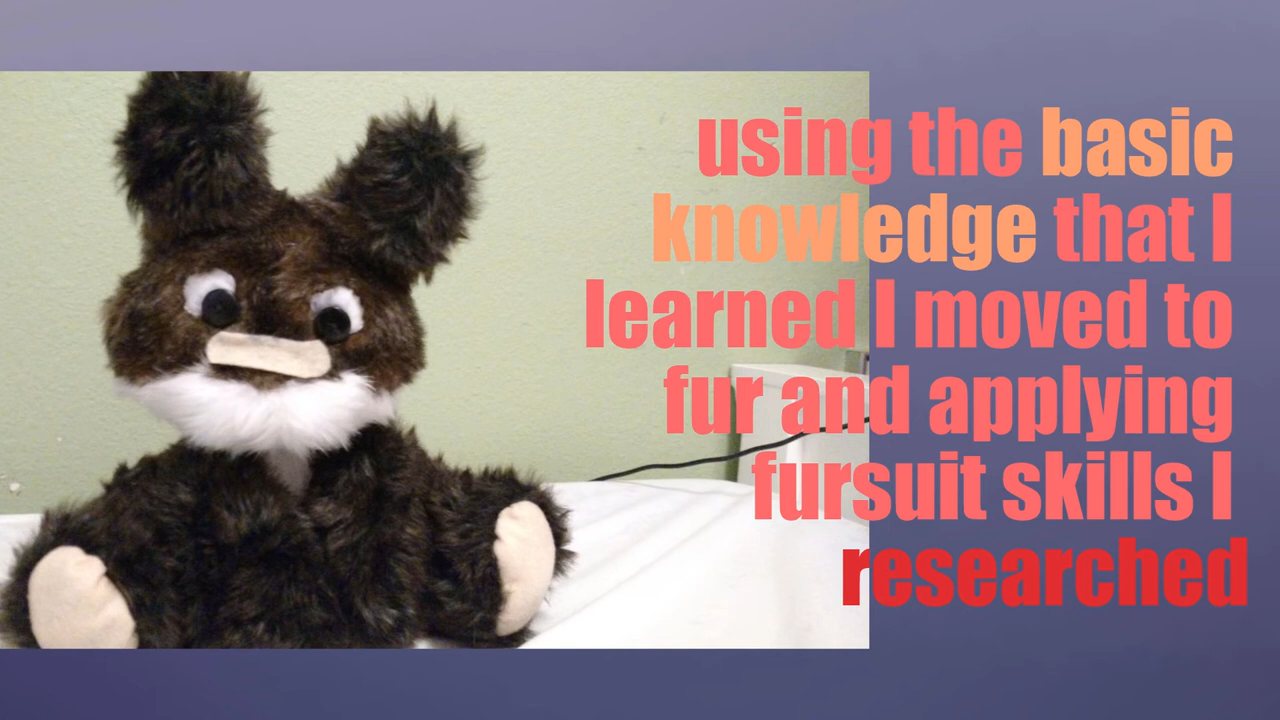 using the basic
knowledge that I
learned I moved to
fur and applying
fursuit skills I
researched